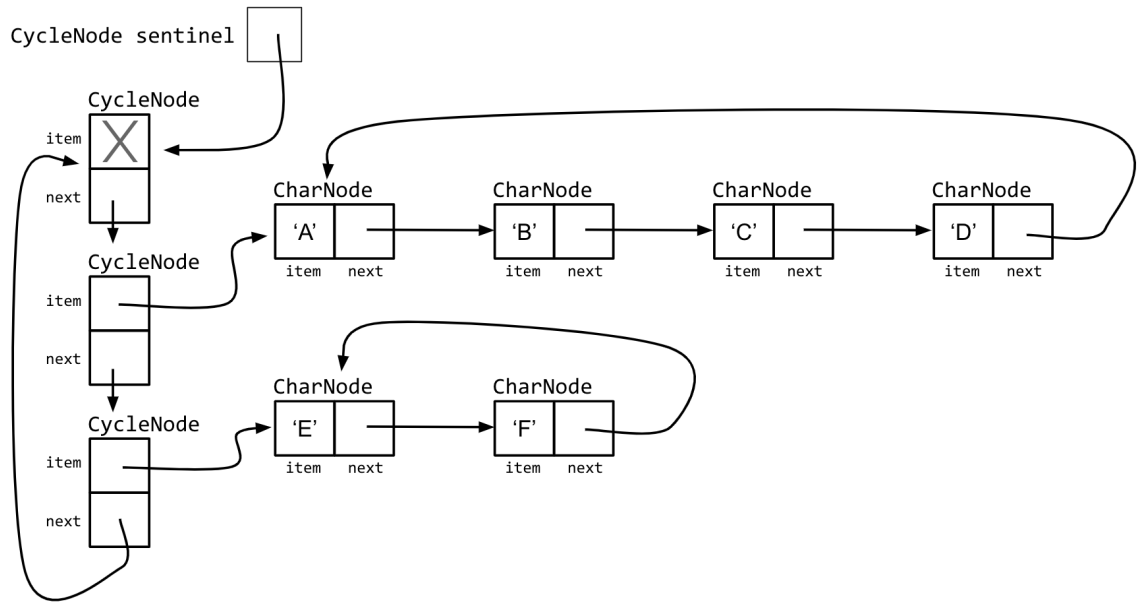 CycleNode sentinel
CycleNode
item
X
next
CharNode CharNode CharNode CharNode
‘A’ ‘B’ ‘C’ ‘D’
item next item next item next item next
CycleNode
item
next
CharNode CharNode
‘E’ ‘F’
item next item next
CycleNode
item
next